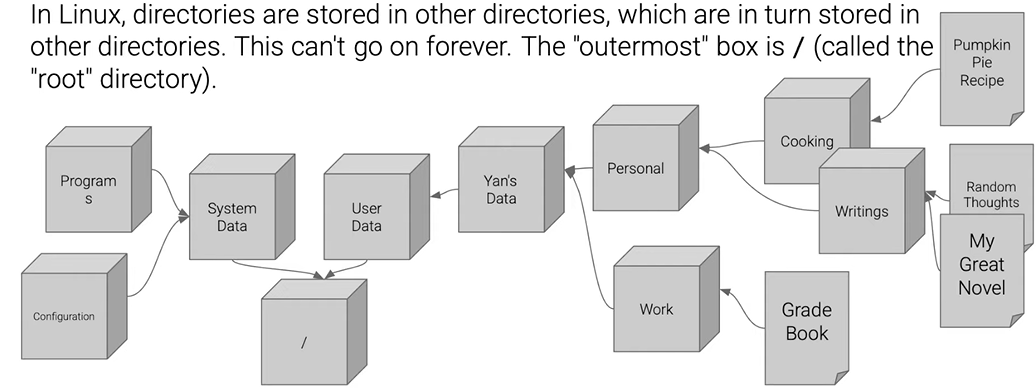 In Linux, directories are stored in other directories, which are in turn stored in
other directories. This can't go on forever. The "outermost" box is / (called the
"root" directory).
Pumpkin
Pie
Recipe
Cooking
Program
s
Personal
Yan's
Data
Random
Thoughts
System
Data
User
Data
Writings
My
Great
Novel
Configuration
Work
Grade
Book
/